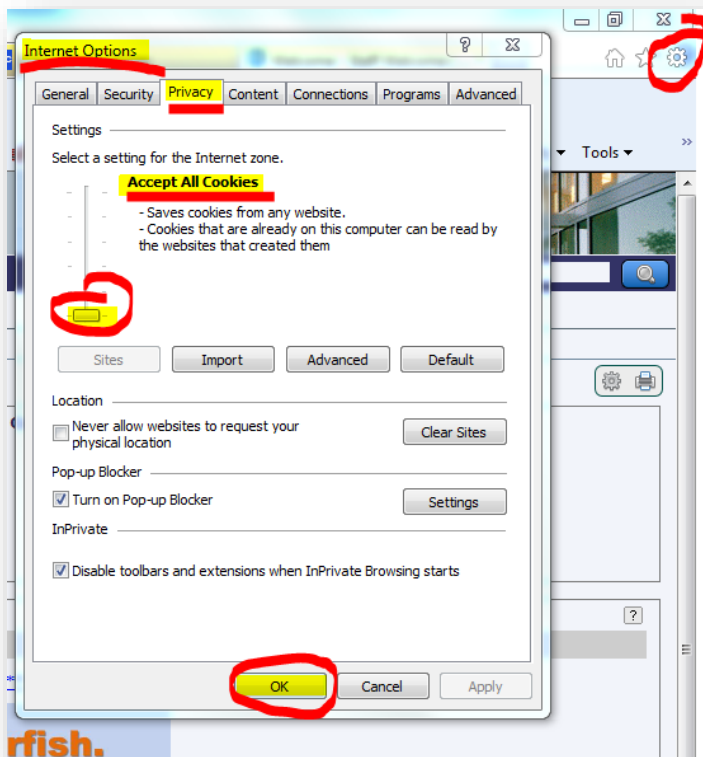 Internet Options
General Security Privacy Content Connections Programs Advanced
Tools
Settings
Select a setting for the Internet zone.
Accept All Cookies
- Saves cookies from any website.
- Cookies that are already on this computer can be read by
the websites that created them
Sites Import Advanced Default
Location
Never allow websites to request your
physical location
Clear Sites
Pop-up Blocker
Turn on Pop-up Blocker
Settings
InPrivate
Disable toolbars and extensions when InPrivate Browsing starts
?
OK Cancel Apply
rfish.